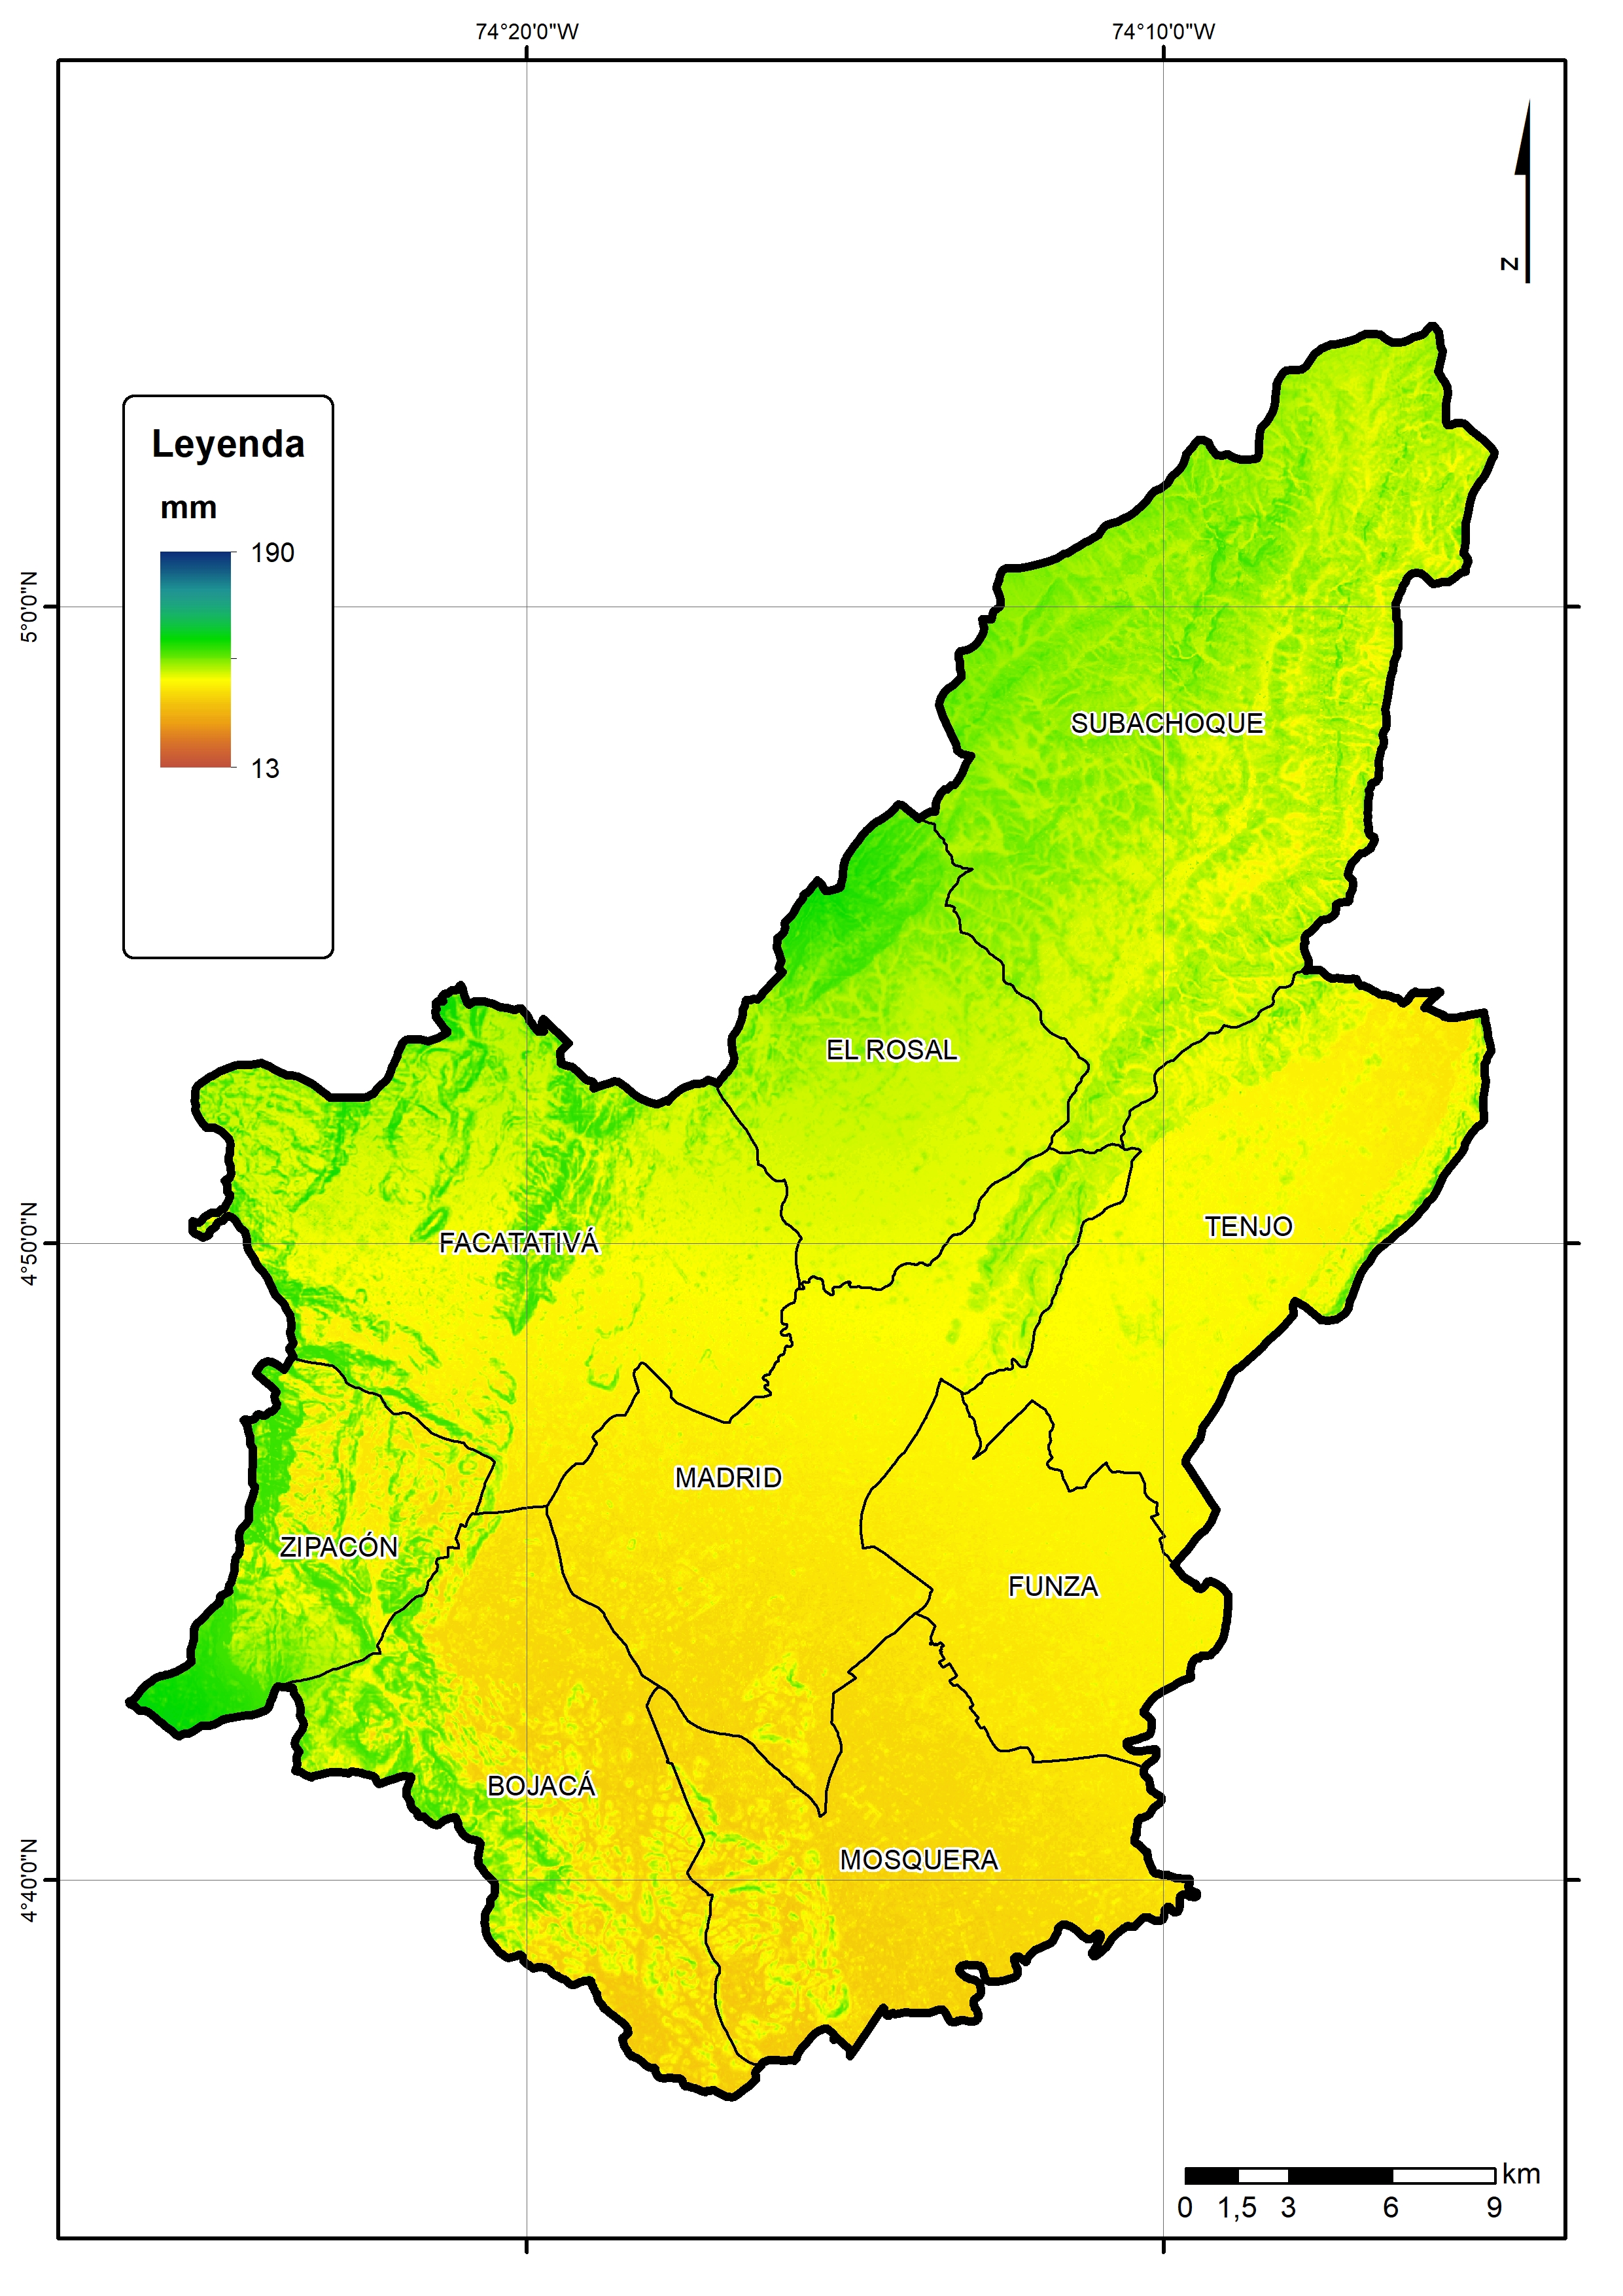 74°20'0"W
74°10'0"W
N
Leyenda
mm
190
13
5°0'0"N
SUBACHOQUE
EL ROSAL
4°50'0"N
TENJO
FACATATIVÁ
MADRID
ZIPACÓN
FUNZA
BOJACÁ
MOSQUERA
4°40'0"N
km
0 1,5 3 6 9